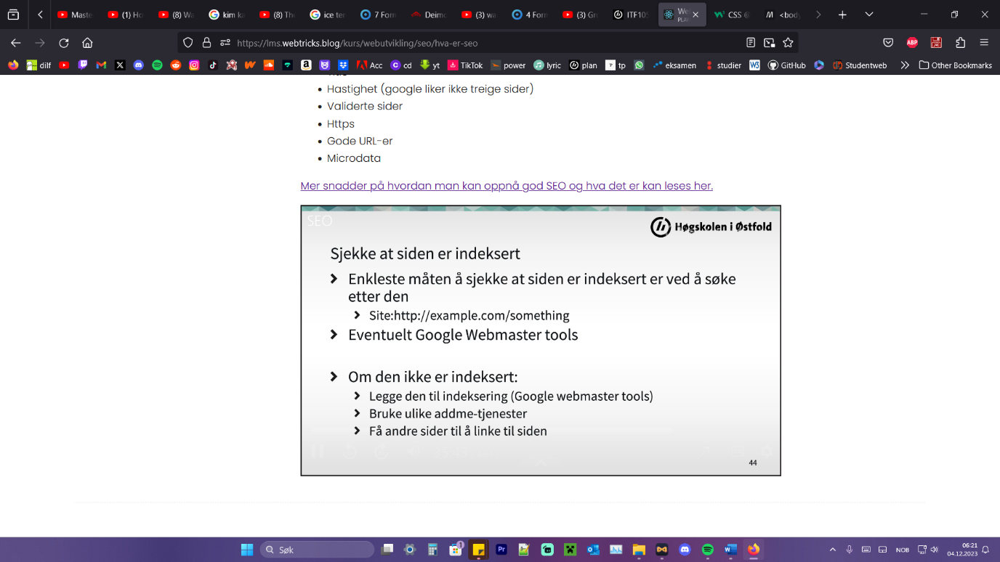 Maste
(1) Ho
(8) Wa
kim ka
(8) The
ice ter
7 Form
Deimo
(3) wa
4 Form
(3) Gro
ITF105
We
PLAY
CSS @
<body
https://lms.webtricks.blog/kurs/webutvikling/seo/hva-er-seo
ABP
dilf
Acc
cd
yt
TikTok
power
lyric
plan
tp
eksamen
studier
GitHub
Studentweb
Other Bookmarks
Hastighet (google liker ikke treige sider)
Validerte sider
Https
Gode URL-er
Microdata
Mer snadder på hvordan man kan oppnå god SEO og hva det er kan leses her.
SEO
Høgskolen i Østfold
Sjekke at siden er indeksert
Enkleste måten å sjekke at siden er indeksert er ved å søke
etter den
Site:http://example.com/something
Eventuelt Google Webmaster tools
Om den ikke er indeksert:
Legge den til indeksering (Google webmaster tools)
Bruke ulike addme-tjenester
Få andre sider til å linke til siden
44
Søk
1
Pr
NOB
06:21
04.12.2023